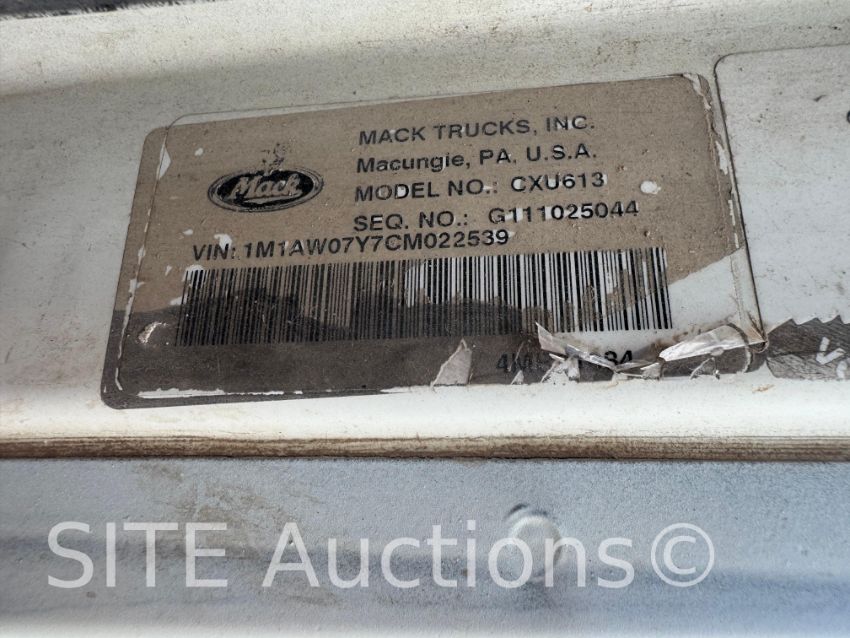 MACK TRUCKS, INC.
Macungie, PA, U.S.A.
Mack
MODEL NO.: CXU613
SEQ. NO.: G111025044
VIN: 1M1AW07Y7CM022539
SITE Auctions©